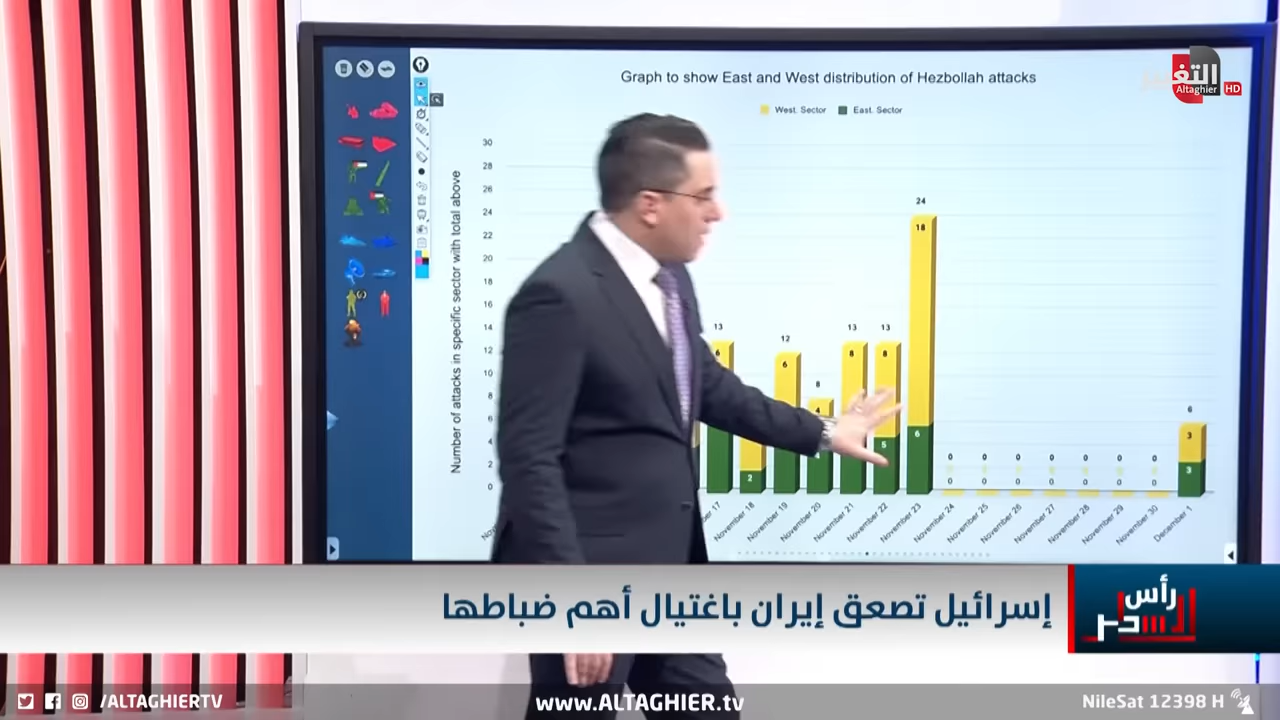 Graph to show East and West distribution of Hezbollah attacks
التغيير
Altaghier HD
West. Sector East. Sector
Number of attacks in specific sector with total above
30
28
26
24
22
20
18
16
14
12
10
8
6
4
2
0
13 12 8 13 13 24 0 0 0 0 0 0 0 6
6 6 4 8 8 18 3
2 4 5 6 0 0 0 0 0 0 0 3
17
November 18
November 19
November 20
November 21
November 22
November 23
November 24
November 25
November 26
November 27
November 28
November 29
November 30
December 1
إسرائيل تصعق إيران باغتيال أهم ضباطها
رأس
السطر
/ALTAGHIERTV
www.ALTAGHIER.tv
NileSat 12398 H